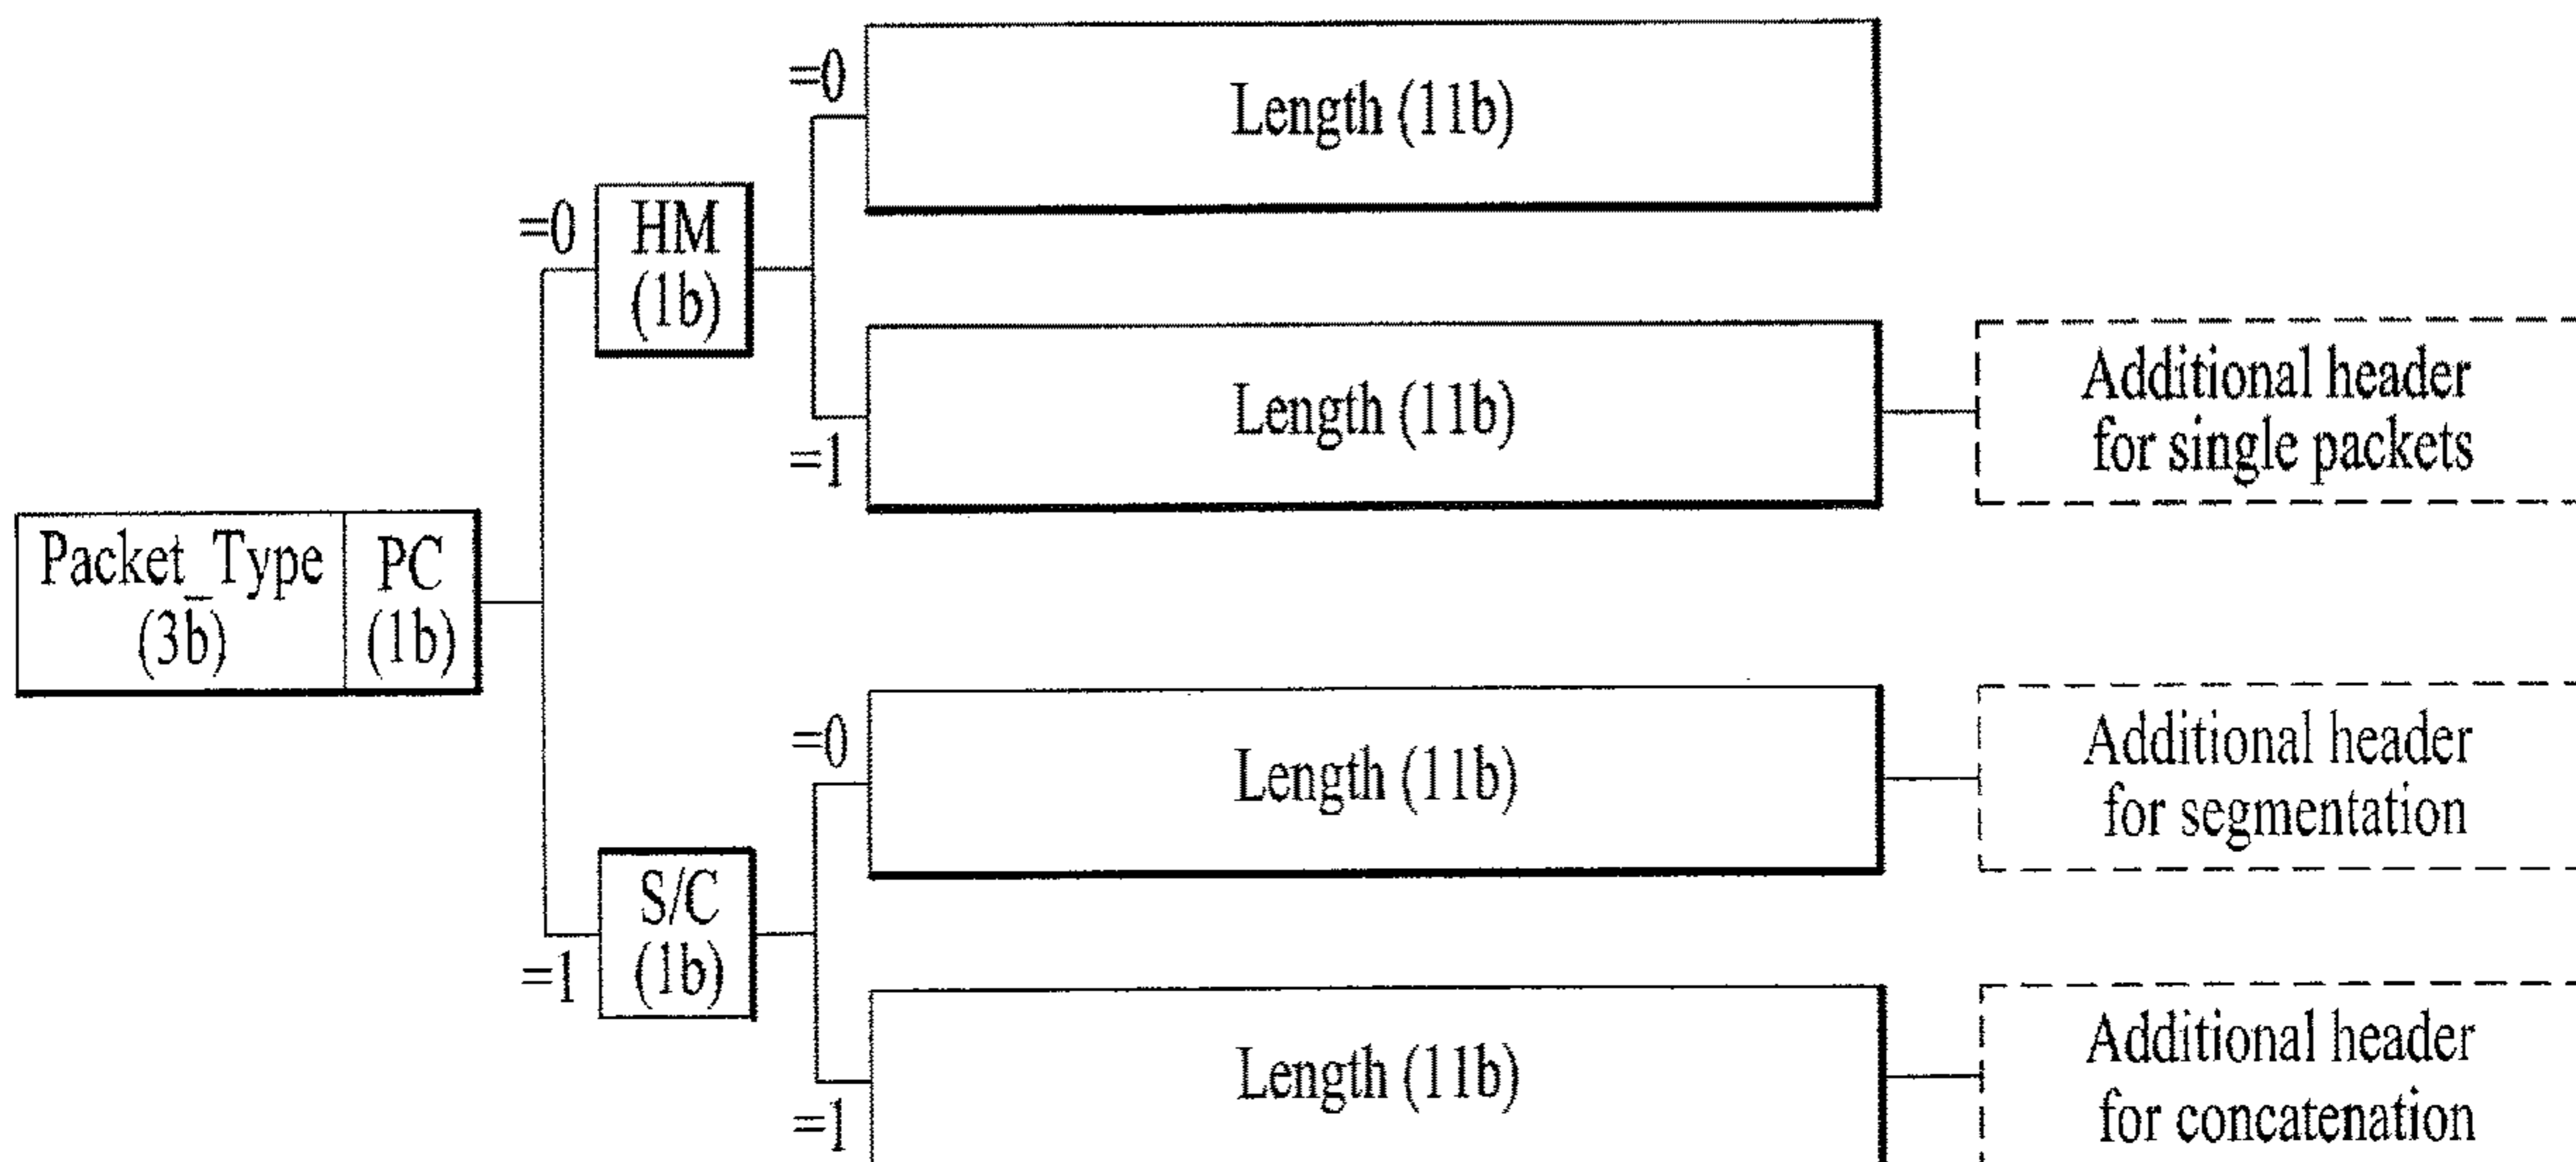 =0
Length (11b)
=0
HM
(1b)
Length (11b)
=1
Additional header
for single packets
Packet_Type
(3b)
PC
(1b)
=0
Length (11b)
Additional header
for segmentation
S/C
(1b)
=1
Length (11b)
=1
Additional header
for concatenation